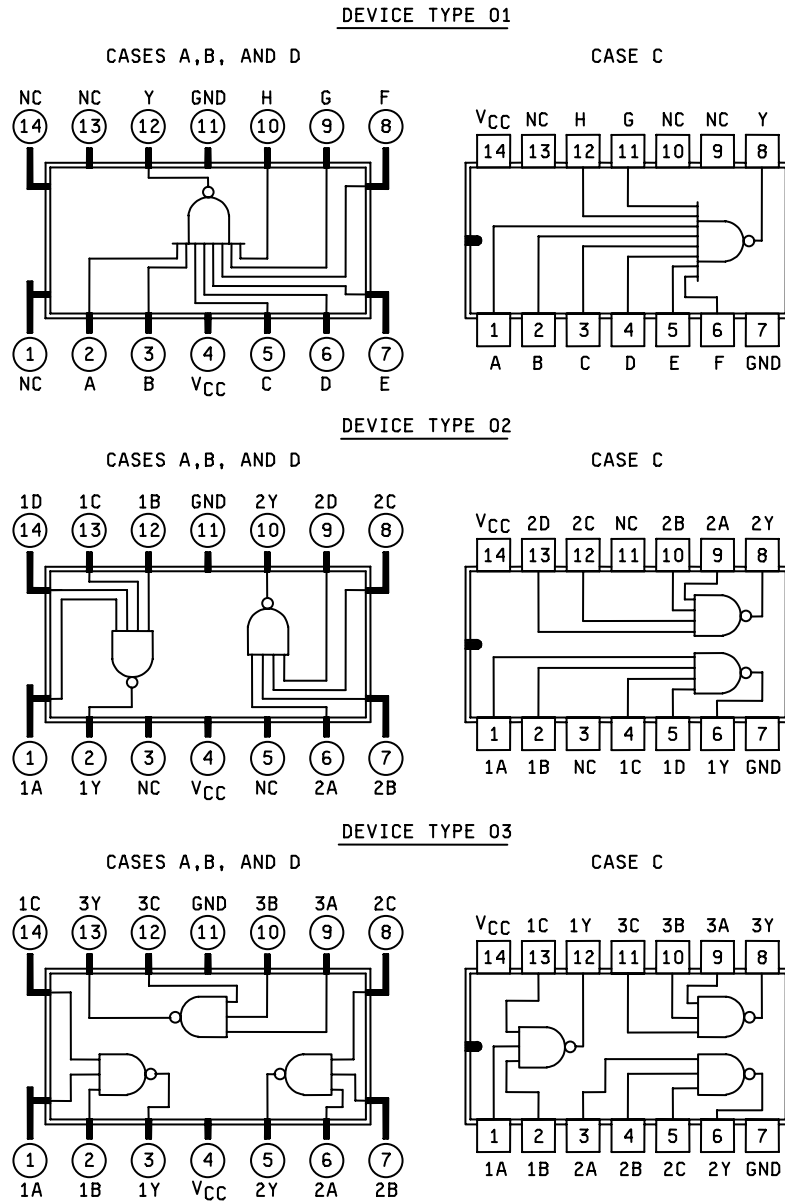 DEVICE TYPE 01
CASES A,B, AND D
CASE C
NC NC Y GND H G F
14 13 12 11 10 9 8
1 2 3 4 5 6 7
NC A B VCC C D E
VCC NC H G NC NC Y
14 13 12 11 10 9 8
1 2 3 4 5 6 7
A B C D E F GND
DEVICE TYPE 02
CASES A,B, AND D
CASE C
1D 1C 1B GND 2Y 2D 2C
14 13 12 11 10 9 8
1 2 3 4 5 6 7
1A 1Y NC VCC NC 2A 2B
VCC 2D 2C NC 2B 2A 2Y
14 13 12 11 10 9 8
1 2 3 4 5 6 7
1A 1B NC 1C 1D 1Y GND
DEVICE TYPE 03
CASES A,B, AND D
CASE C
1C 3Y 3C GND 3B 3A 2C
14 13 12 11 10 9 8
1 2 3 4 5 6 7
1A 1B 1Y VCC 2Y 2A 2B
VCC 1C 1Y 3C 3B 3A 3Y
14 13 12 11 10 9 8
1 2 3 4 5 6 7
1A 1B 2A 2B 2C 2Y GND